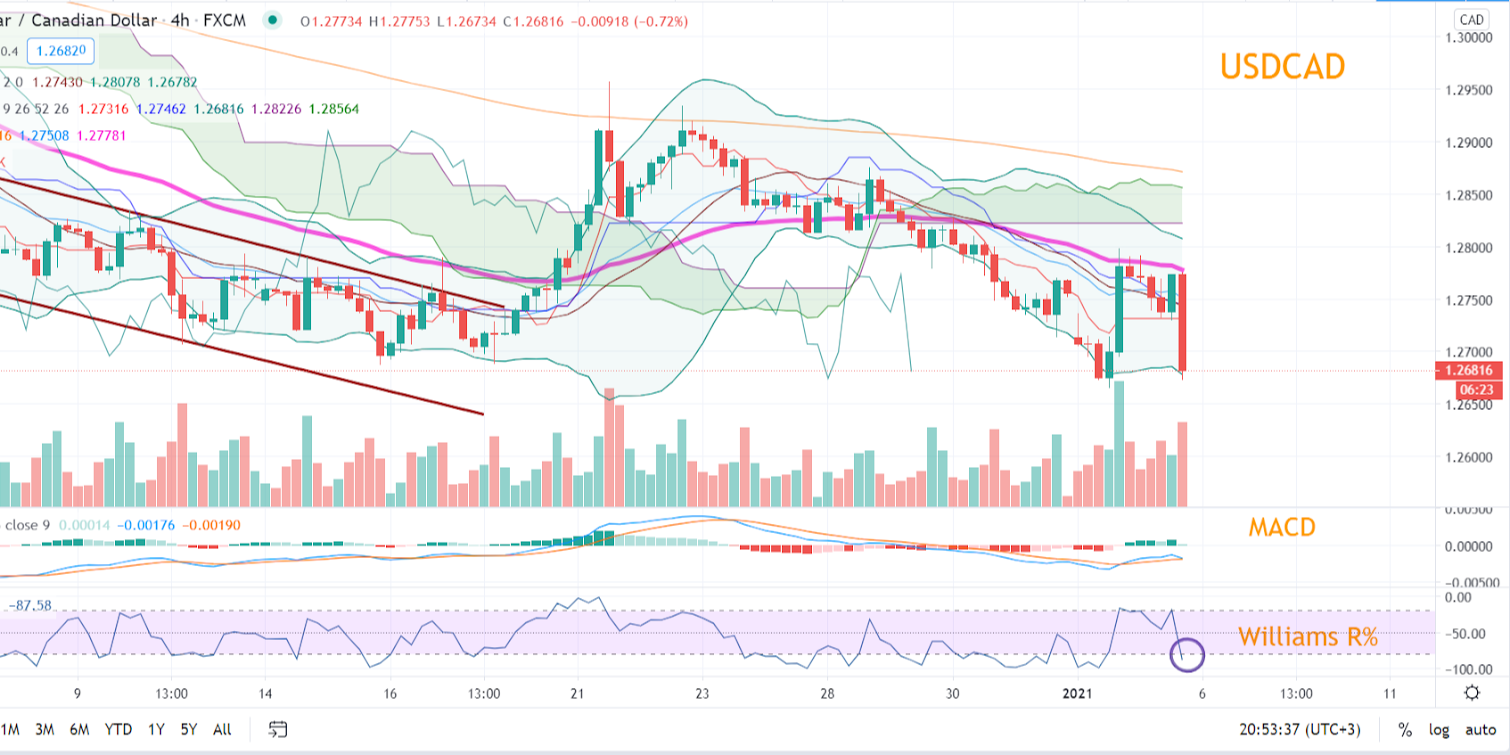 ar / Canadian Dollar · 4h · FXCM O1.27734 H1.27753 L1.26734 C1.26816 −0.00918 (−0.72%)
CAD
1.30000
0.4 1.26820
USDCAD
2 0 1.27430 1.28078 1.26782
1.29500
9 26 52 26 1.27316 1.27462 1.26816 1.28226 1.28564
16 1.27508 1.27781
1.29000
1.28500
1.28000
1.27500
1.27000
1.26816
06:23
1.26500
1.26000
0.00500
close 9 0.00014 −0.00176 −0.00190
MACD
0.00000
−0.00500
−87.58
0.00
Williams R%
−50.00
−100.00
9 13:00 14 16 13:00 21 23 28 30 2021 6 13:00 11
1M 3M 6M YTD 1Y 5Y All 20:53:37 (UTC+3) % log auto